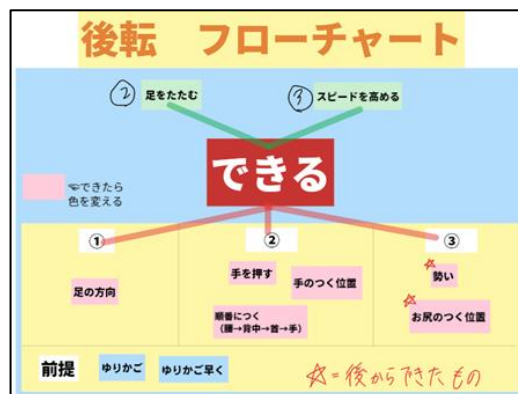 後転 フローチャート
② 足をたたむ
③ スピードを高める
できる
☜できたら
色を変える
① ② ③
足の方向
手を押す
手のつく位置
順番につく
(腰→背中→首→手)
☆勢い
☆お尻のつく位置
前提
ゆりかご
ゆりかご早く
☆=後からできたもの